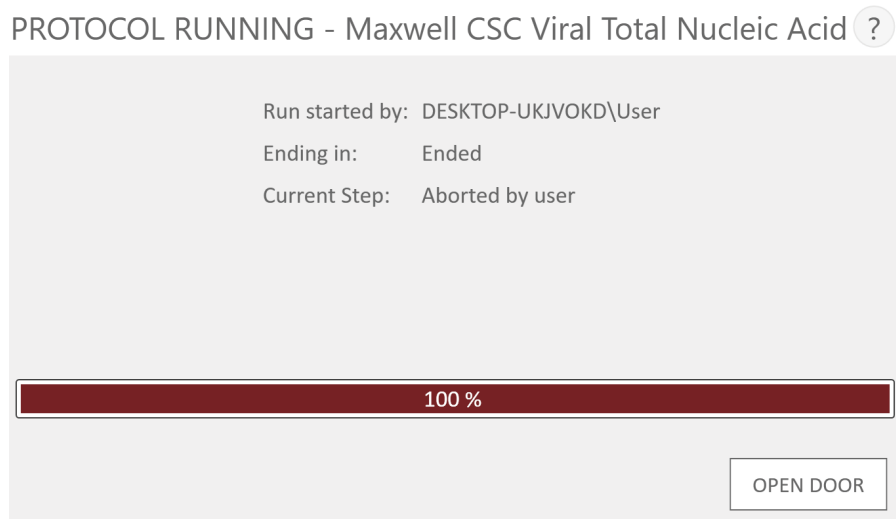 PROTOCOL RUNNING - Maxwell CSC Viral Total Nucleic Acid ?
Run started by: DESKTOP-UKJVOKD\User
Ending in: Ended
Current Step: Aborted by user
100 %
OPEN DOOR